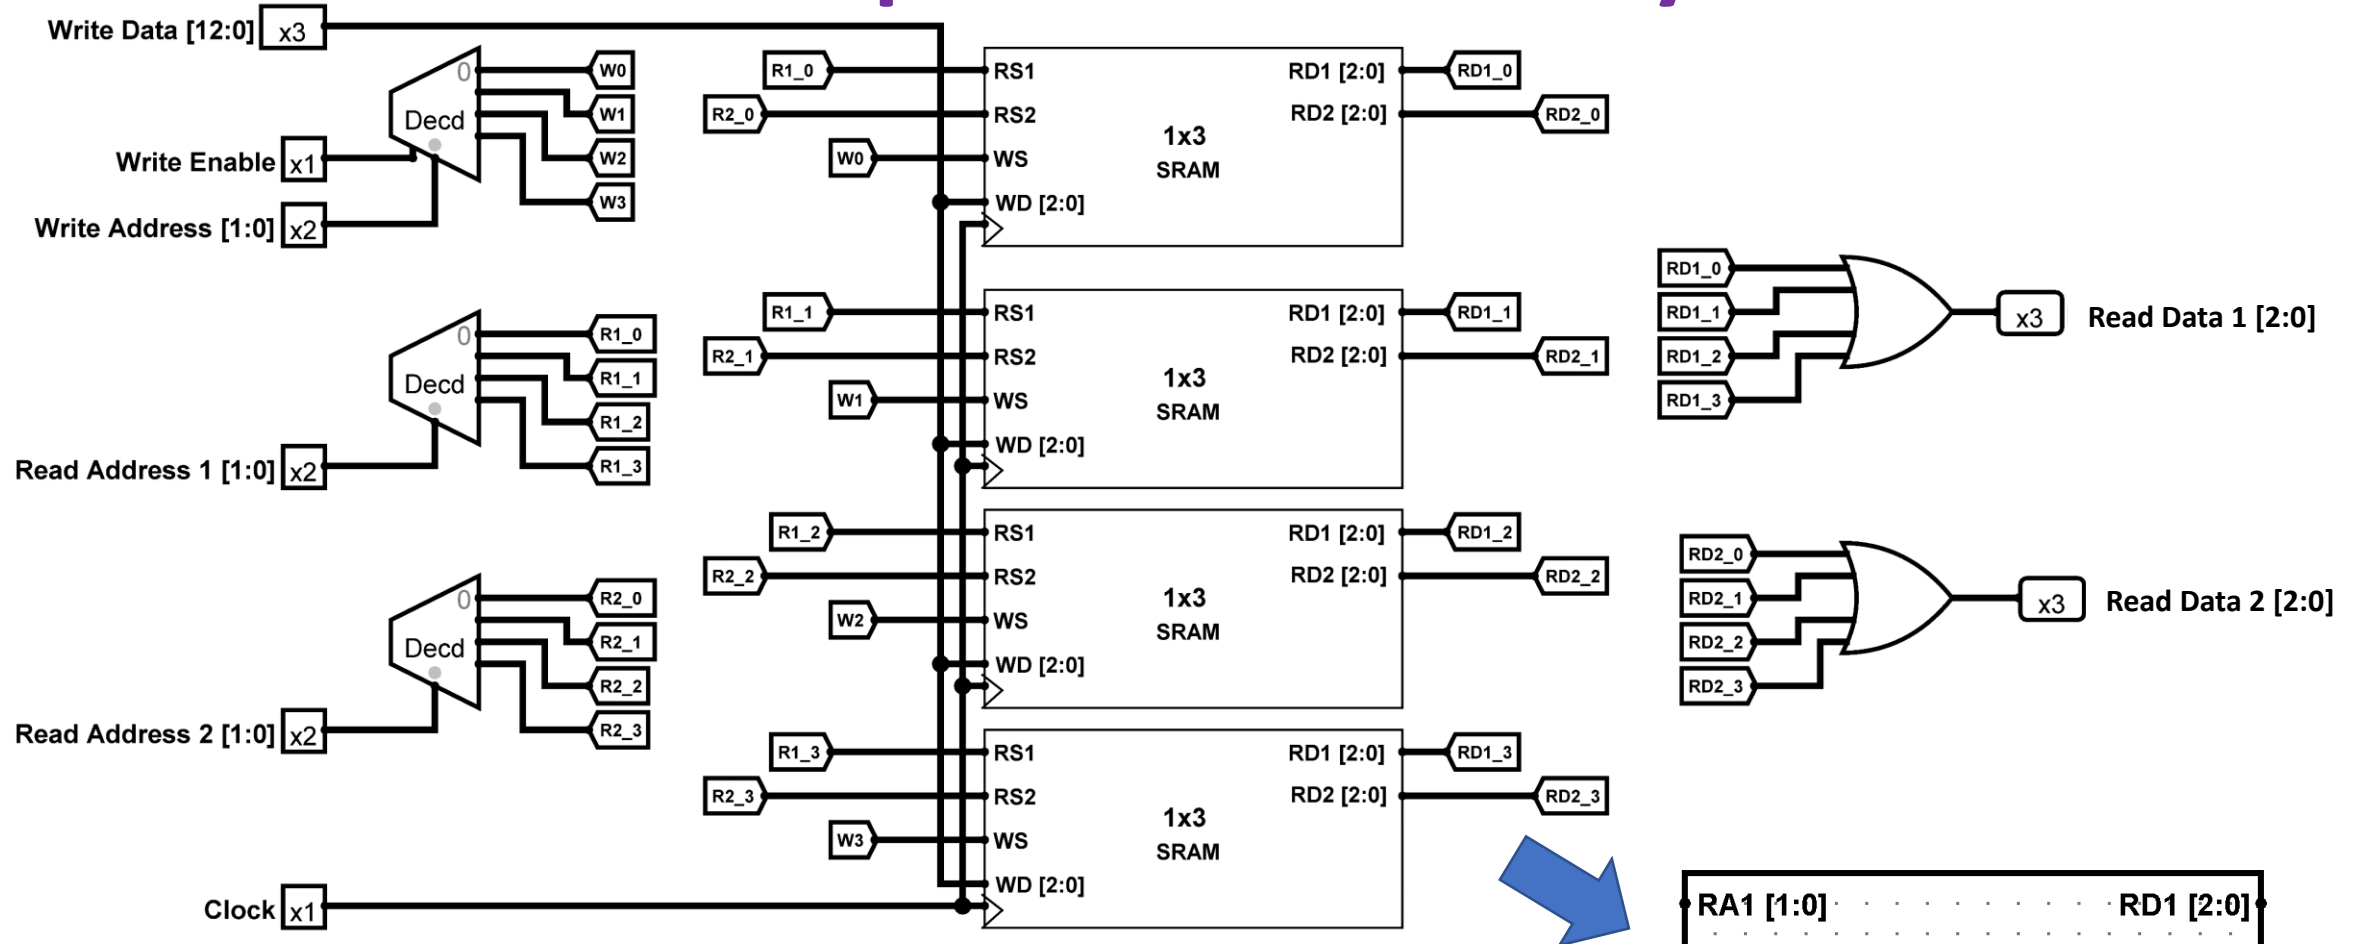 Write Data [12:0] x3
0
Decd
W0
W1
W2
W3
Write Enable x1
Write Address [1:0] x2
0
Decd
R1_0
R1_1
R1_2
R1_3
Read Address 1 [1:0] x2
0
Decd
R2_0
R2_1
R2_2
R2_3
Read Address 2 [1:0] x2
Clock x1
R1_0
R2_0
W0
RS1
RS2
WS
WD [2:0]
1x3
SRAM
RD1 [2:0]
RD2 [2:0]
RD1_0
RD2_0
R1_1
R2_1
W1
RS1
RS2
WS
WD [2:0]
1x3
SRAM
RD1 [2:0]
RD2 [2:0]
RD1_1
RD2_1
R1_2
R2_2
W2
RS1
RS2
WS
WD [2:0]
1x3
SRAM
RD1 [2:0]
RD2 [2:0]
RD1_2
RD2_2
R1_3
R2_3
W3
RS1
RS2
WS
WD [2:0]
1x3
SRAM
RD1 [2:0]
RD2 [2:0]
RD1_3
RD2_3
RD1_0
RD1_1
RD1_2
RD1_3
x3 Read Data 1 [2:0]
RD2_0
RD2_1
RD2_2
RD2_3
x3 Read Data 2 [2:0]
RA1 [1:0] RD1 [2:0]